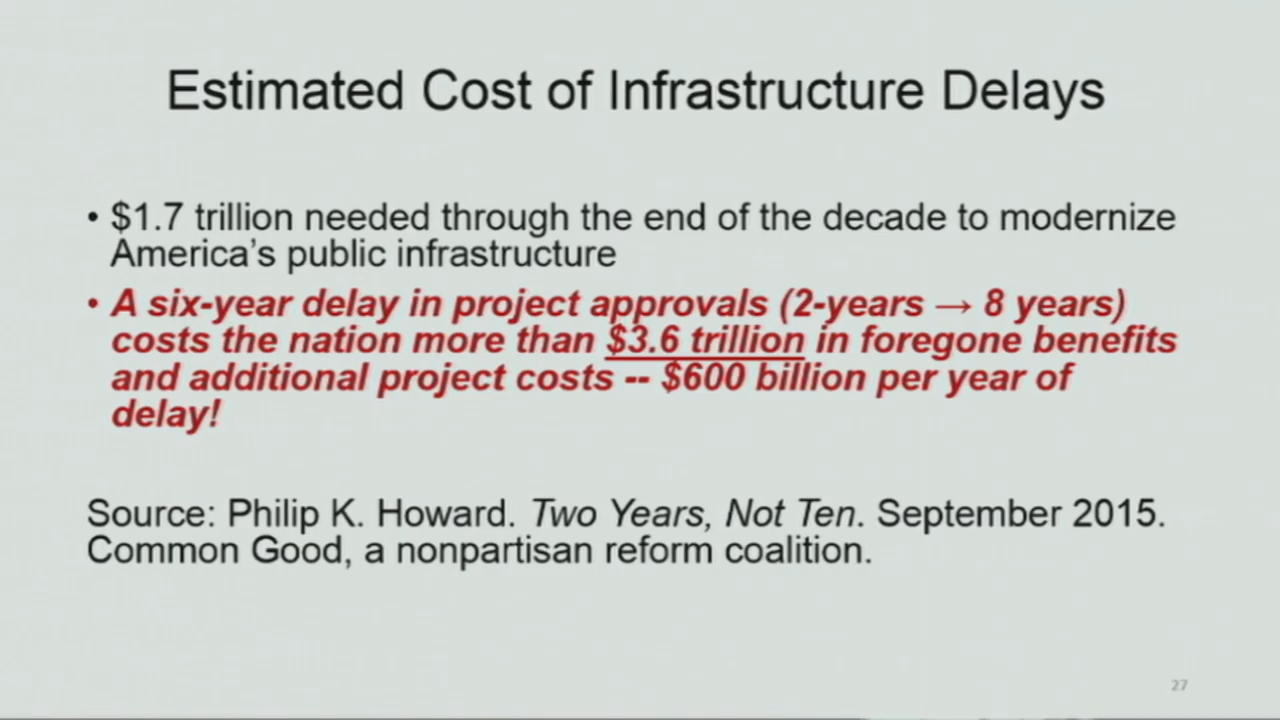 Estimated Cost of Infrastructure Delays
• $1.7 trillion needed through the end of the decade to modernize
America’s public infrastructure
• A six-year delay in project approvals (2-years → 8 years)
costs the nation more than $3.6 trillion in foregone benefits
and additional project costs -- $600 billion per year of
delay!
Source: Philip K. Howard. Two Years, Not Ten. September 2015.
Common Good, a nonpartisan reform coalition.
27